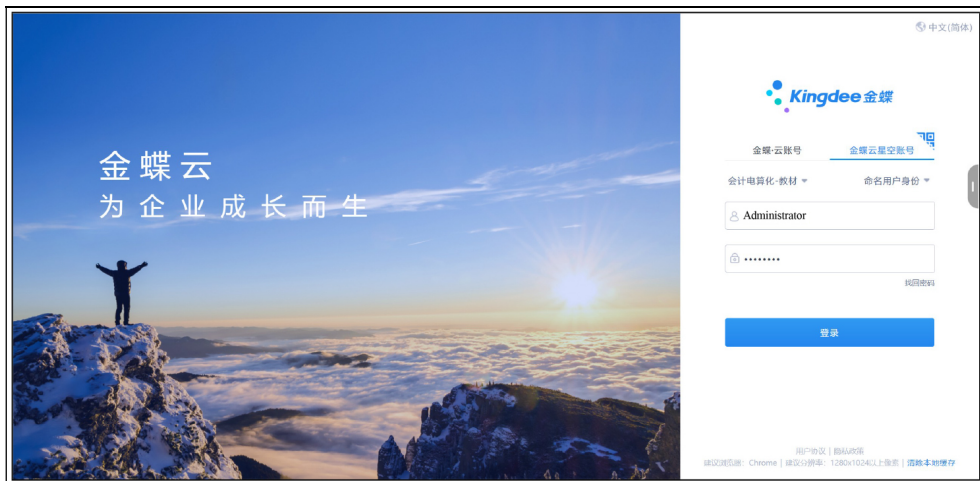 中文(简体)
Kingdee金蝶
金蝶云
为企业成长而生
金蝶·云账号 金蝶云星空账号
会计电算化-教材 命名用户身份
Administrator
••••••••
找回密码
登录
用户协议 | 隐私政策
建议浏览器: Chrome | 建议分辨率: 1280x1024以上像素 | 清除本地缓存